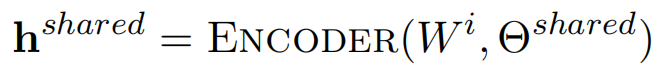 h^{shared} = ENCODER(W^i, Θ^{shared})